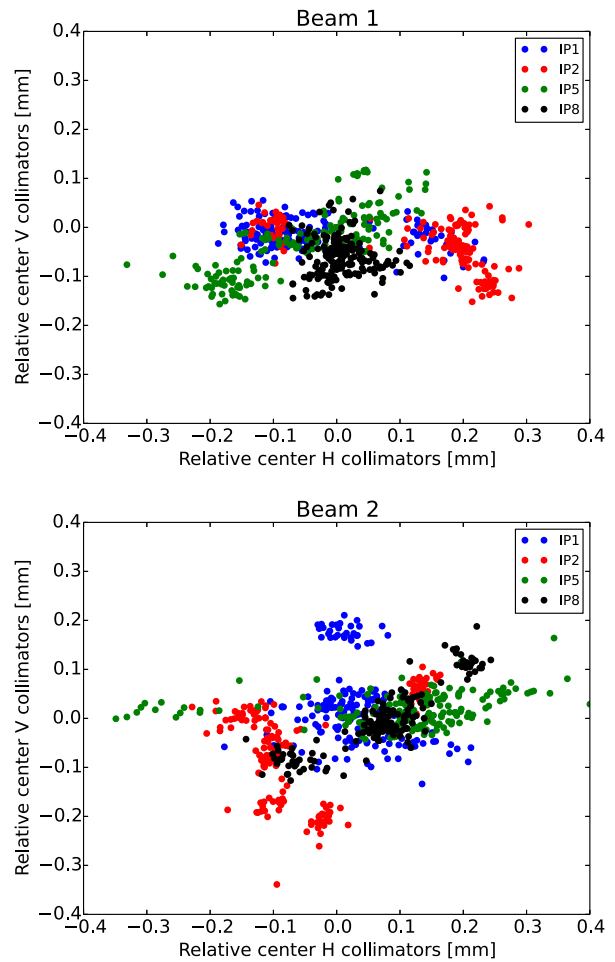 Beam 1
0.4
0.3
0.2
0.1
0.0
−0.1
−0.2
−0.3
−0.4
Relative center V collimators [mm]
IP1
IP2
IP5
IP8
−0.4 −0.3 −0.2 −0.1 0.0 0.1 0.2 0.3 0.4
Relative center H collimators [mm]
Beam 2
0.4
0.3
0.2
0.1
0.0
−0.1
−0.2
−0.3
−0.4
Relative center V collimators [mm]
IP1
IP2
IP5
IP8
−0.4 −0.3 −0.2 −0.1 0.0 0.1 0.2 0.3 0.4
Relative center H collimators [mm]